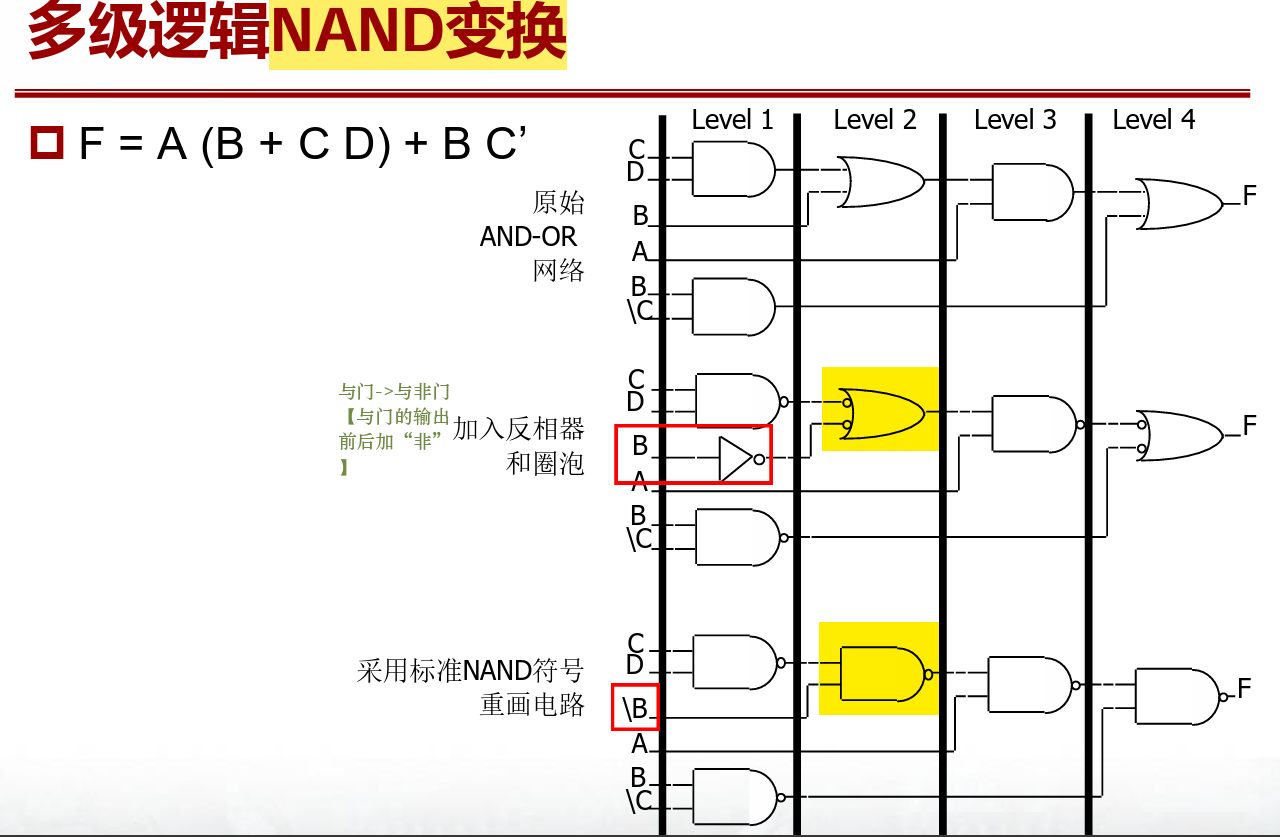 多级逻辑NAND变换
F = A (B + C D) + B C’
Level 1
Level 2
Level 3
Level 4
原始
AND-OR
网络
C
D
B
A
B
\C
F
与门->与非门
【与门的输出
前后加“非”
】
加入反相器
和圈泡
C
D
B
A
B
\C
F
采用标准NAND符号
重画电路
C
D
\B
A
B
\C
F